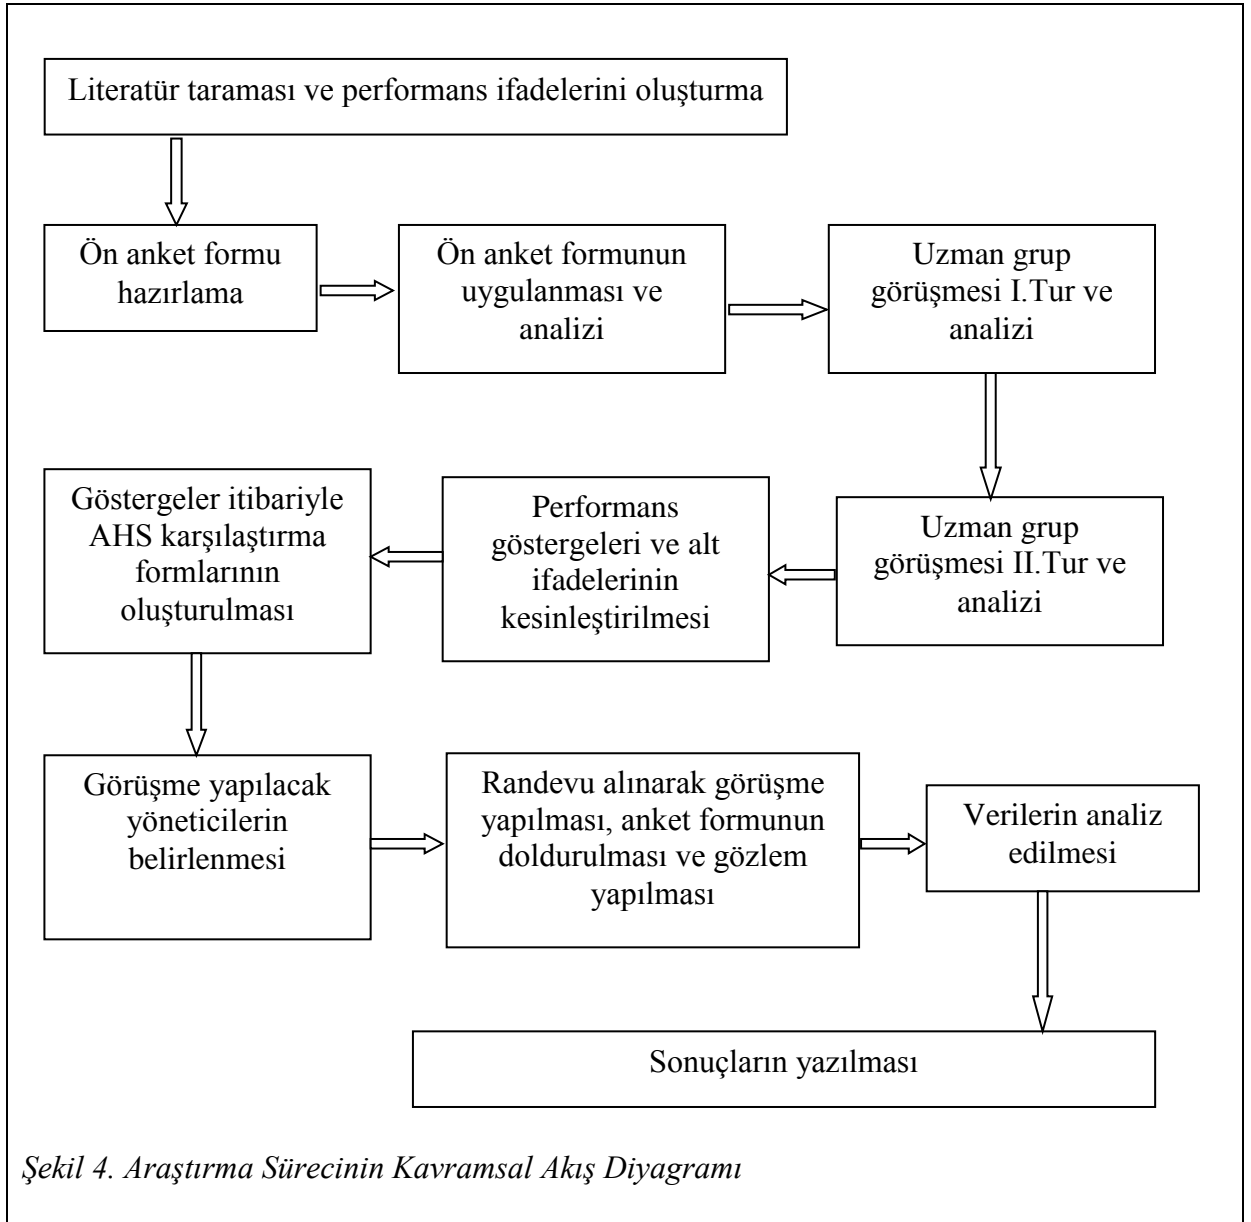 Literatür taraması ve performans ifadelerini oluşturma
Ön anket formu
hazırlama
Ön anket formunun
uygulanması ve
analizi
Uzman grup
görüşmesi I.Tur ve
analizi
Uzman grup
görüşmesi II.Tur ve
analizi
Performans
göstergeleri ve alt
ifadelerinin
kesinleştirilmesi
Göstergeler itibariyle
AHS karşılaştırma
formlarının
oluşturulması
Görüşme yapılacak
yöneticilerin
belirlenmesi
Randevu alınarak görüşme
yapılması, anket formunun
doldurulması ve gözlem
yapılması
Verilerin analiz
edilmesi
Sonuçların yazılması
Şekil 4. Araştırma Sürecinin Kavramsal Akış Diyagramı